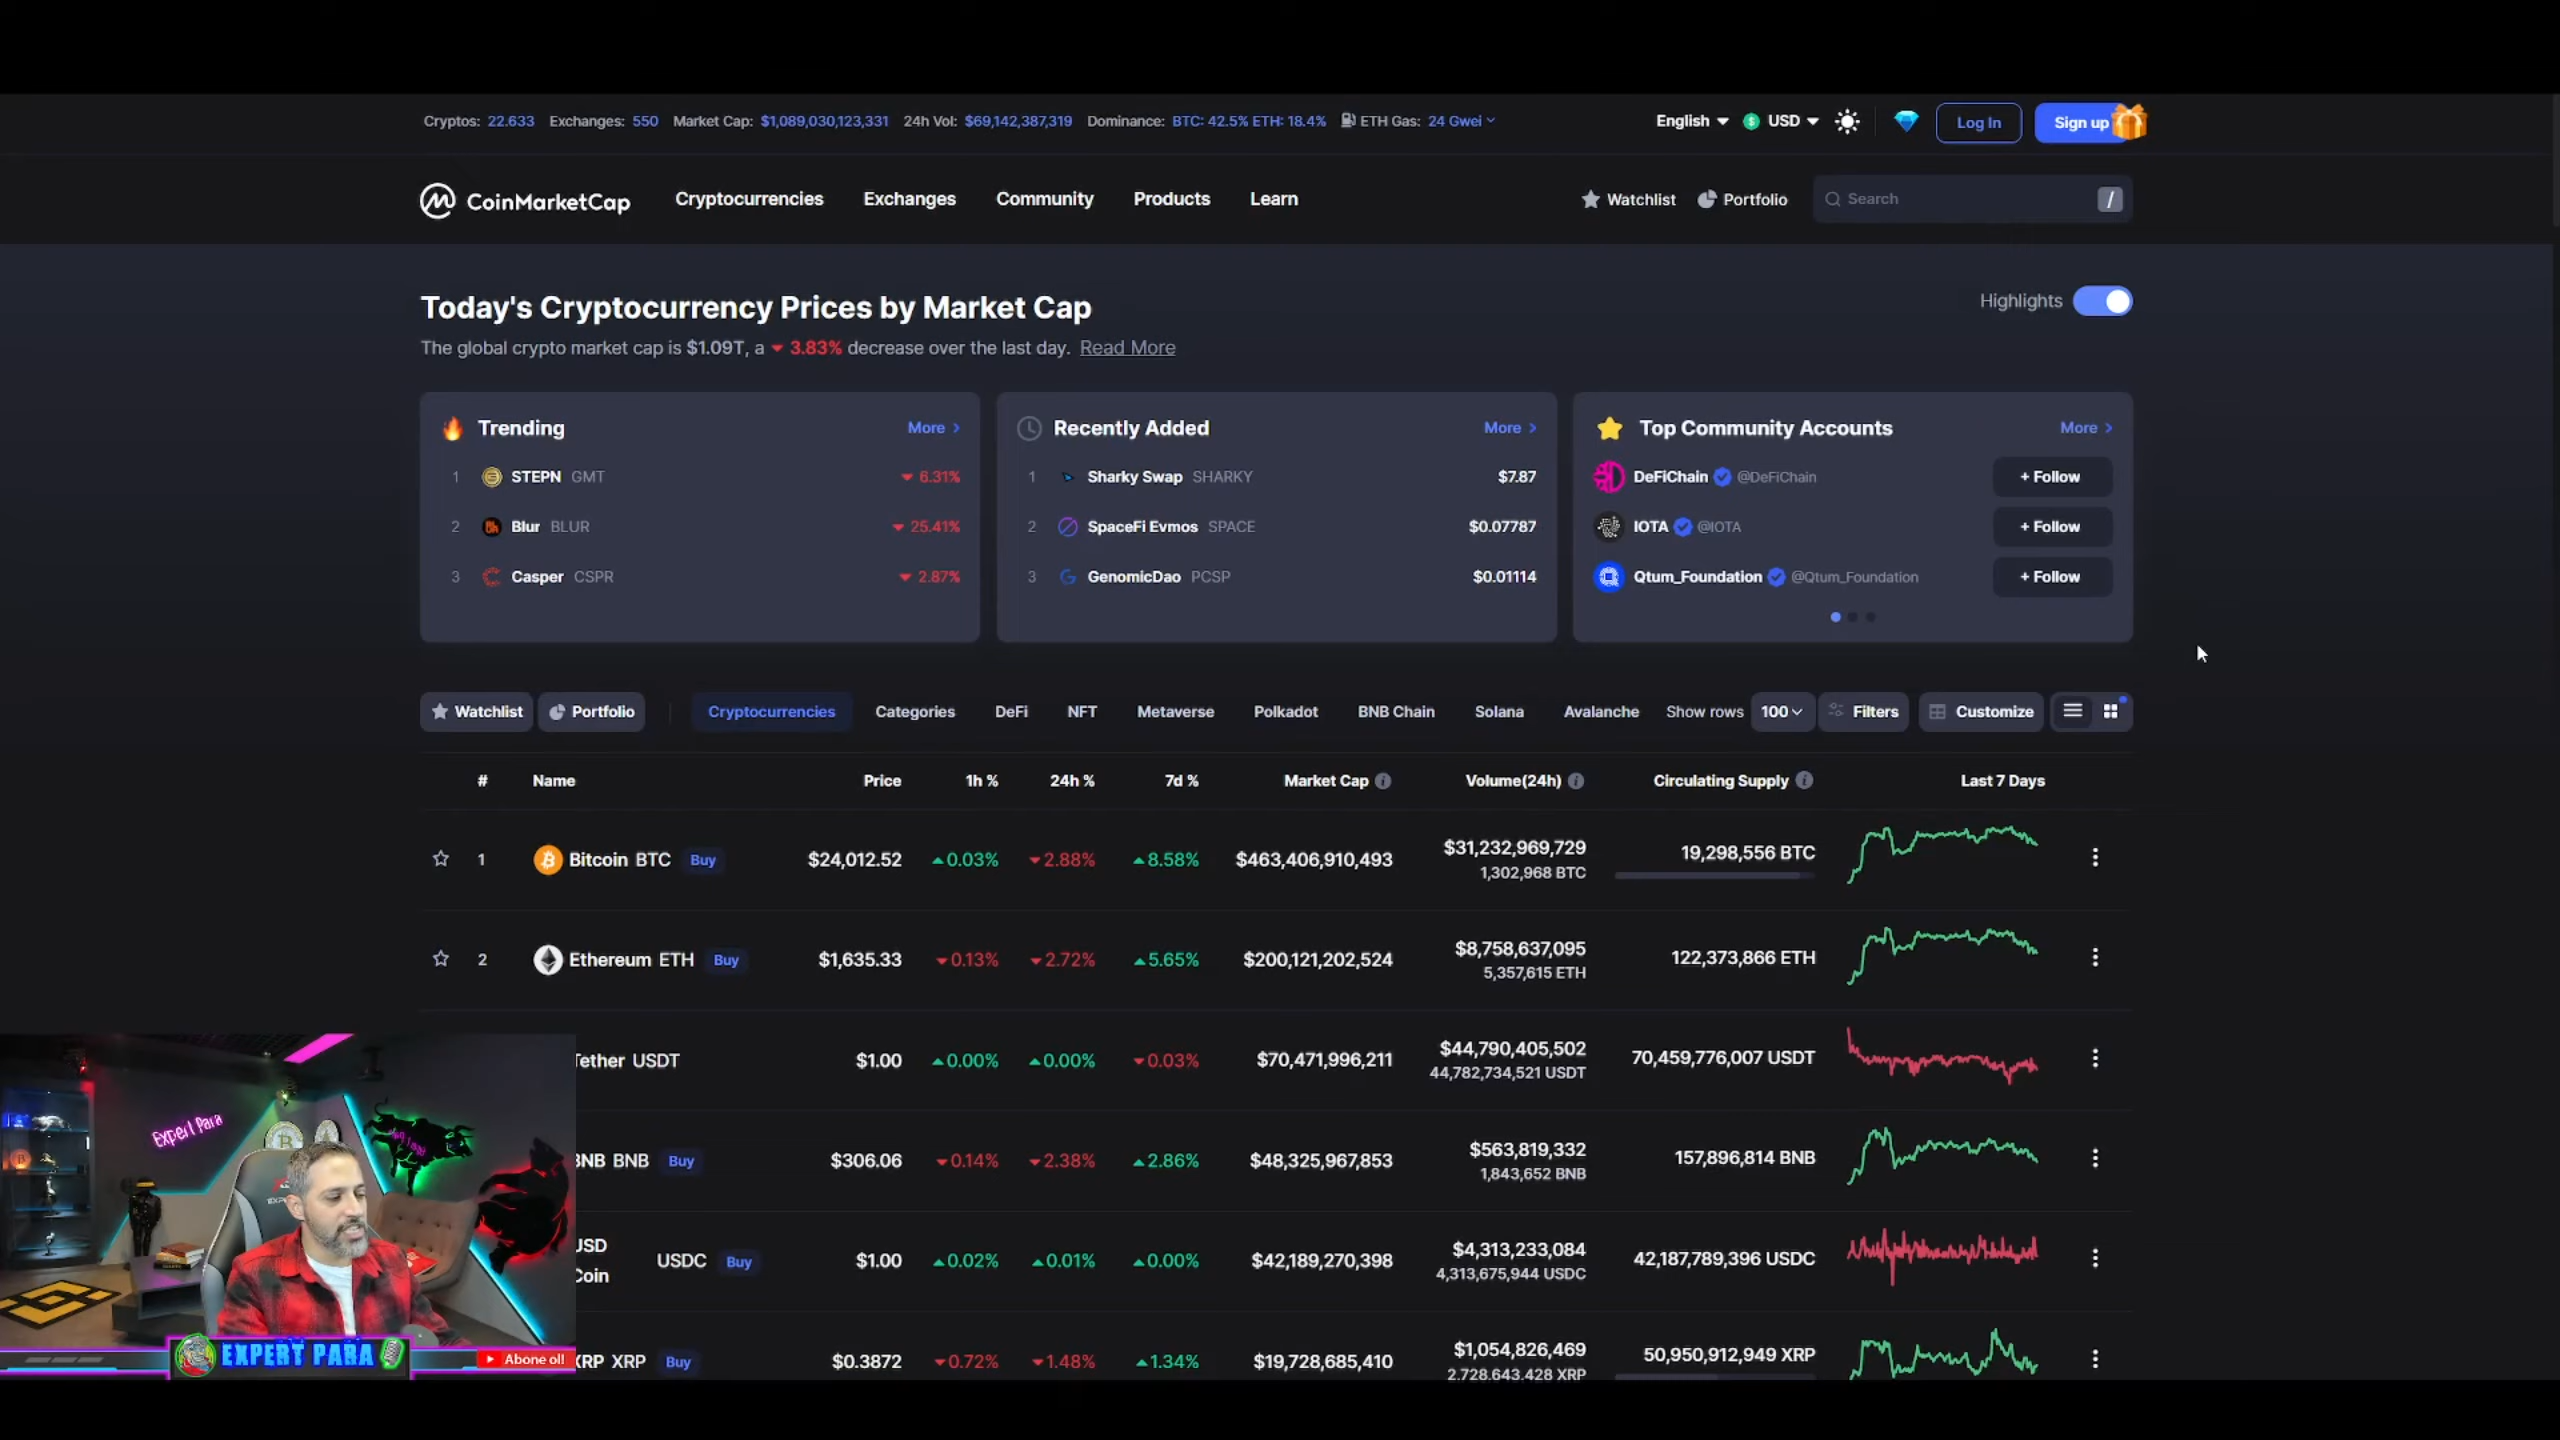 Cryptos: 22.633 Exchanges: 550 Market Cap: $1,089,030,123,331 24h Vol: $69,142,387,319 Dominance: BTC: 42.5% ETH: 18.4% ETH Gas: 24 Gwei English USD Log In Sign up
CoinMarketCap Cryptocurrencies Exchanges Community Products Learn Watchlist Portfolio Search /
Today's Cryptocurrency Prices by Market Cap Highlights
The global crypto market cap is $1.09T, a 3.83% decrease over the last day. Read More
Trending More >
1 STEPN GMT 6.31%
2 Blur BLUR 25.41%
3 Casper CSPR 2.87%
Recently Added More >
1 Sharky Swap SHARKY $7.87
2 SpaceFi Evmos SPACE $0.07787
3 GenomicDao PCSP $0.01114
Top Community Accounts More >
DeFiChain @DeFiChain + Follow
IOTA @IOTA + Follow
Qtum_Foundation @Qtum_Foundation + Follow
Watchlist Portfolio Cryptocurrencies Categories DeFi NFT Metaverse Polkadot BNB Chain Solana Avalanche Show rows 100 Filters Customize
# Name Price 1h % 24h % 7d % Market Cap Volume(24h) Circulating Supply Last 7 Days
1 Bitcoin BTC Buy $24,012.52 0.03% 2.88% 8.58% $463,406,910,493 $31,232,969,729 19,298,556 BTC
1,302,968 BTC
2 Ethereum ETH Buy $1,635.33 0.13% 2.72% 5.65% $200,121,202,524 $8,758,637,095 122,373,866 ETH
5,357,615 ETH
Tether USDT $1.00 0.00% 0.00% 0.03% $70,471,996,211 $44,790,405,502 70,459,776,007 USDT
44,782,734,521 USDT
BNB BNB Buy $306.06 0.14% 2.38% 2.86% $48,325,967,853 $563,819,332 157,896,814 BNB
1,843,652 BNB
USD Coin USDC Buy $1.00 0.02% 0.01% 0.00% $42,189,270,398 $4,313,233,084 42,187,789,396 USDC
4,313,675,944 USDC
XRP XRP Buy $0.3872 0.72% 1.48% 1.34% $19,728,685,410 $1,054,826,469 50,950,912,949 XRP
2,728,643,428 XRP
Expert Para
EXPERT PARA
Abone oll